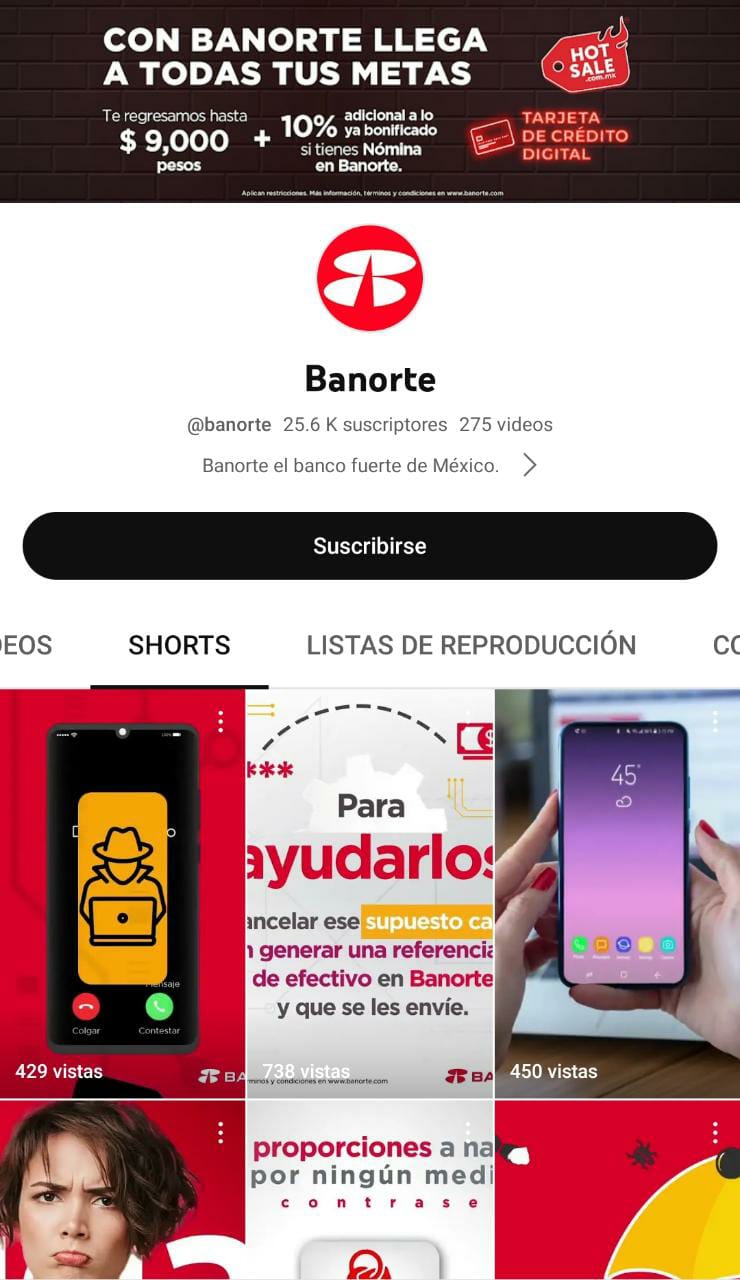 CON BANORTE LLEGA
A TODAS TUS METAS
HOT
SALE
.com.mx
Te regresamos hasta
$ 9,000
pesos
+
10% adicional a lo
ya bonificado
si tienes Nómina
en Banorte.
TARJETA
DE CRÉDITO
DIGITAL
Aplican restricciones. Más información, términos y condiciones en www.banorte.com
Banorte
@banorte 25.6 K suscriptores 275 videos
Banorte el banco fuerte de México.
Suscribirse
DEOS SHORTS LISTAS DE REPRODUCCIÓN CO
Mensaje
Colgar Contestar
429 vistas
BA
***
Para
ayudarlos
ancelar ese supuesto ca
n generar una referencia
de efectivo en Banorte
y que se les envíe.
738 vistas
minos y condiciones en www.banorte.com
BA
45°
450 vistas
proporciones a na
por ningún medi
contrase